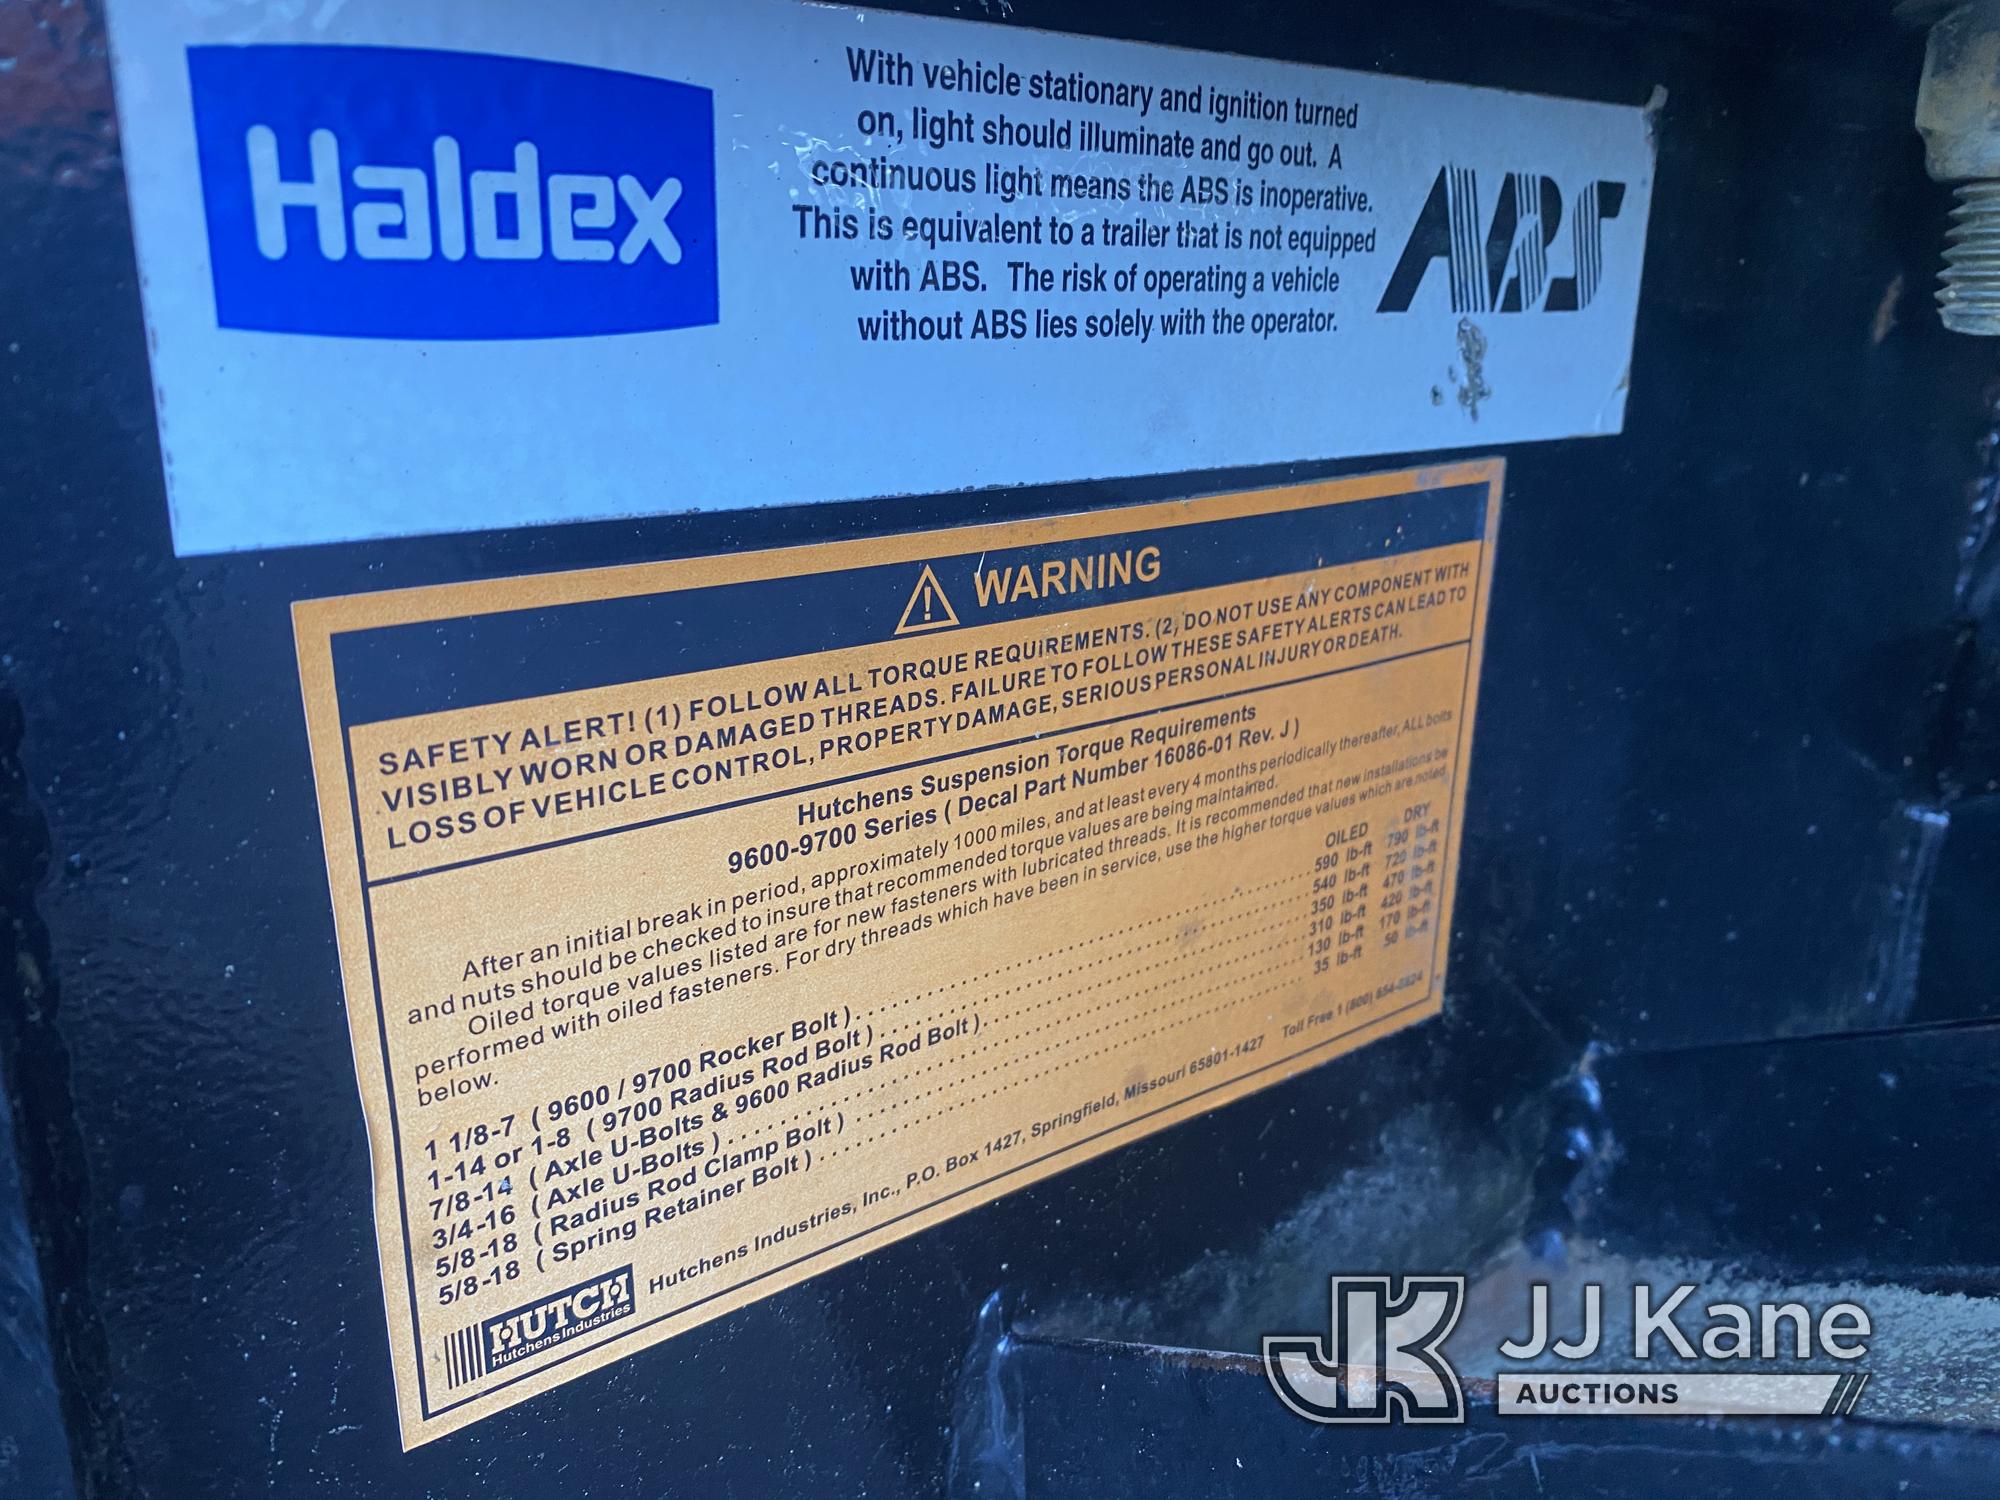 Haldex
With vehicle stationary and ignition turned
on, light should illuminate and go out. A
continuous light means the ABS is inoperative.
This is equivalent to a trailer that is not equipped
with ABS. The risk of operating a vehicle
without ABS lies solely with the operator.
ABS
WARNING
SAFETY ALERT! (1) FOLLOW ALL TORQUE REQUIREMENTS. (2) DO NOT USE ANY COMPONENT WITH
VISIBLY WORN OR DAMAGED THREADS. FAILURE TO FOLLOW THESE SAFETY ALERTS CAN LEAD TO
LOSS OF VEHICLE CONTROL, PROPERTY DAMAGE, SERIOUS PERSONAL INJURY OR DEATH.
Hutchens Suspension Torque Requirements
9600-9700 Series ( Decal Part Number 16086-01 Rev. J )
After an initial break in period, approximately 1000 miles, and at least every 4 months periodically thereafter, ALL bolts
and nuts should be checked to insure that recommended torque values are being maintained.
Oiled torque values listed are for new fasteners with lubricated threads. It is recommended that new installations be
performed with oiled fasteners. For dry threads which have been in service, use the higher torque values which are noted
below.
OILED DRY
1 1/8-7 ( 9600 / 9700 Rocker Bolt ) 590 lb-ft 790 lb-ft
1-14 or 1-8 ( 9700 Radius Rod Bolt ) 540 lb-ft 720 lb-ft
7/8-14 ( Axle U-Bolts & 9600 Radius Rod Bolt ) 350 lb-ft 470 lb-ft
3/4-16 ( Axle U-Bolts ) 310 lb-ft 420 lb-ft
5/8-18 ( Radius Rod Clamp Bolt ) 130 lb-ft 170 lb-ft
5/8-18 ( Spring Retainer Bolt ) 35 lb-ft 50 lb-ft
HUTCH
Hutchens Industries
Hutchens Industries, Inc., P.O. Box 1427, Springfield, Missouri 65801-1427 Toll Free 1 (800) 654-8824
JK
JJ Kane
AUCTIONS